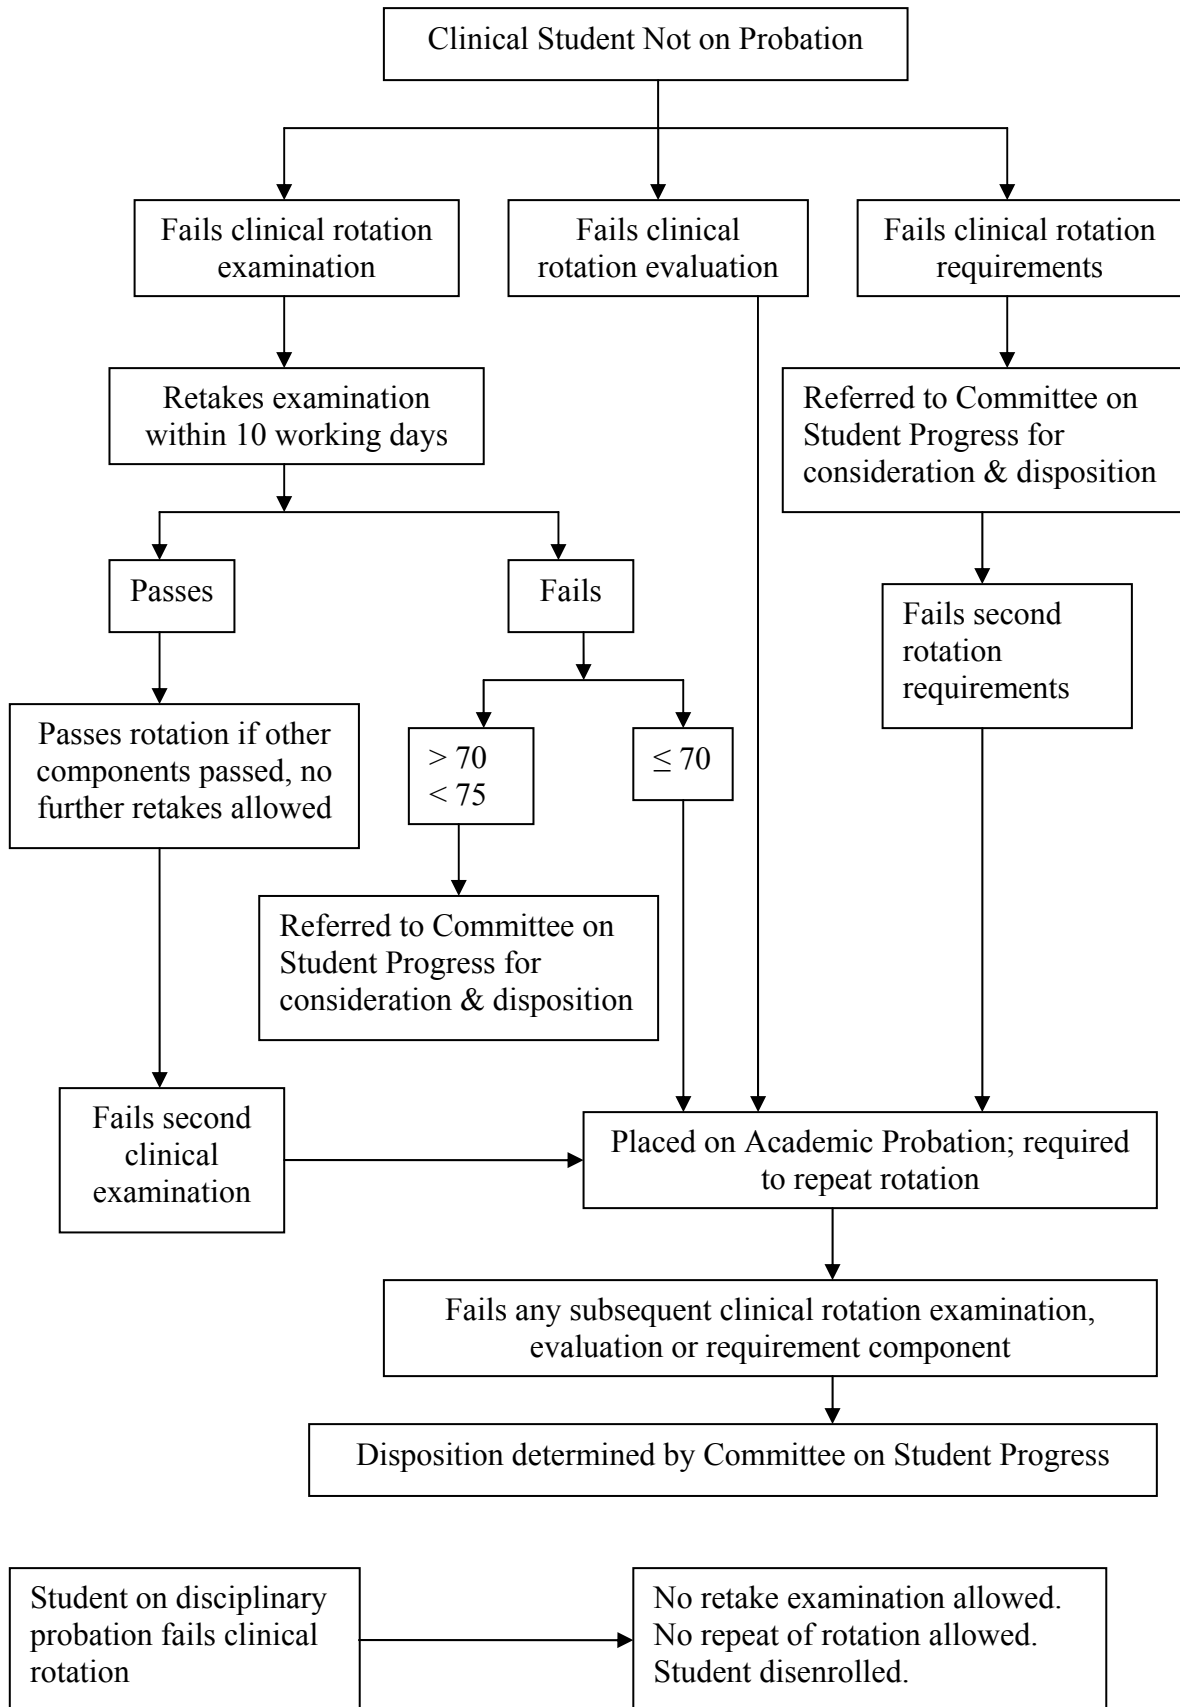 Clinical Student Not on Probation
Fails clinical rotation
examination
Fails clinical
rotation evaluation
Fails clinical rotation
requirements
Retakes examination
within 10 working days
Referred to Committee on
Student Progress for
consideration & disposition
Passes
Fails
Fails second
rotation
requirements
Passes rotation if other
components passed, no
further retakes allowed
> 70
< 75
≤ 70
Referred to Committee on
Student Progress for
consideration & disposition
Fails second
clinical
examination
Placed on Academic Probation; required
to repeat rotation
Fails any subsequent clinical rotation examination,
evaluation or requirement component
Disposition determined by Committee on Student Progress
Student on disciplinary
probation fails clinical
rotation
No retake examination allowed.
No repeat of rotation allowed.
Student disenrolled.